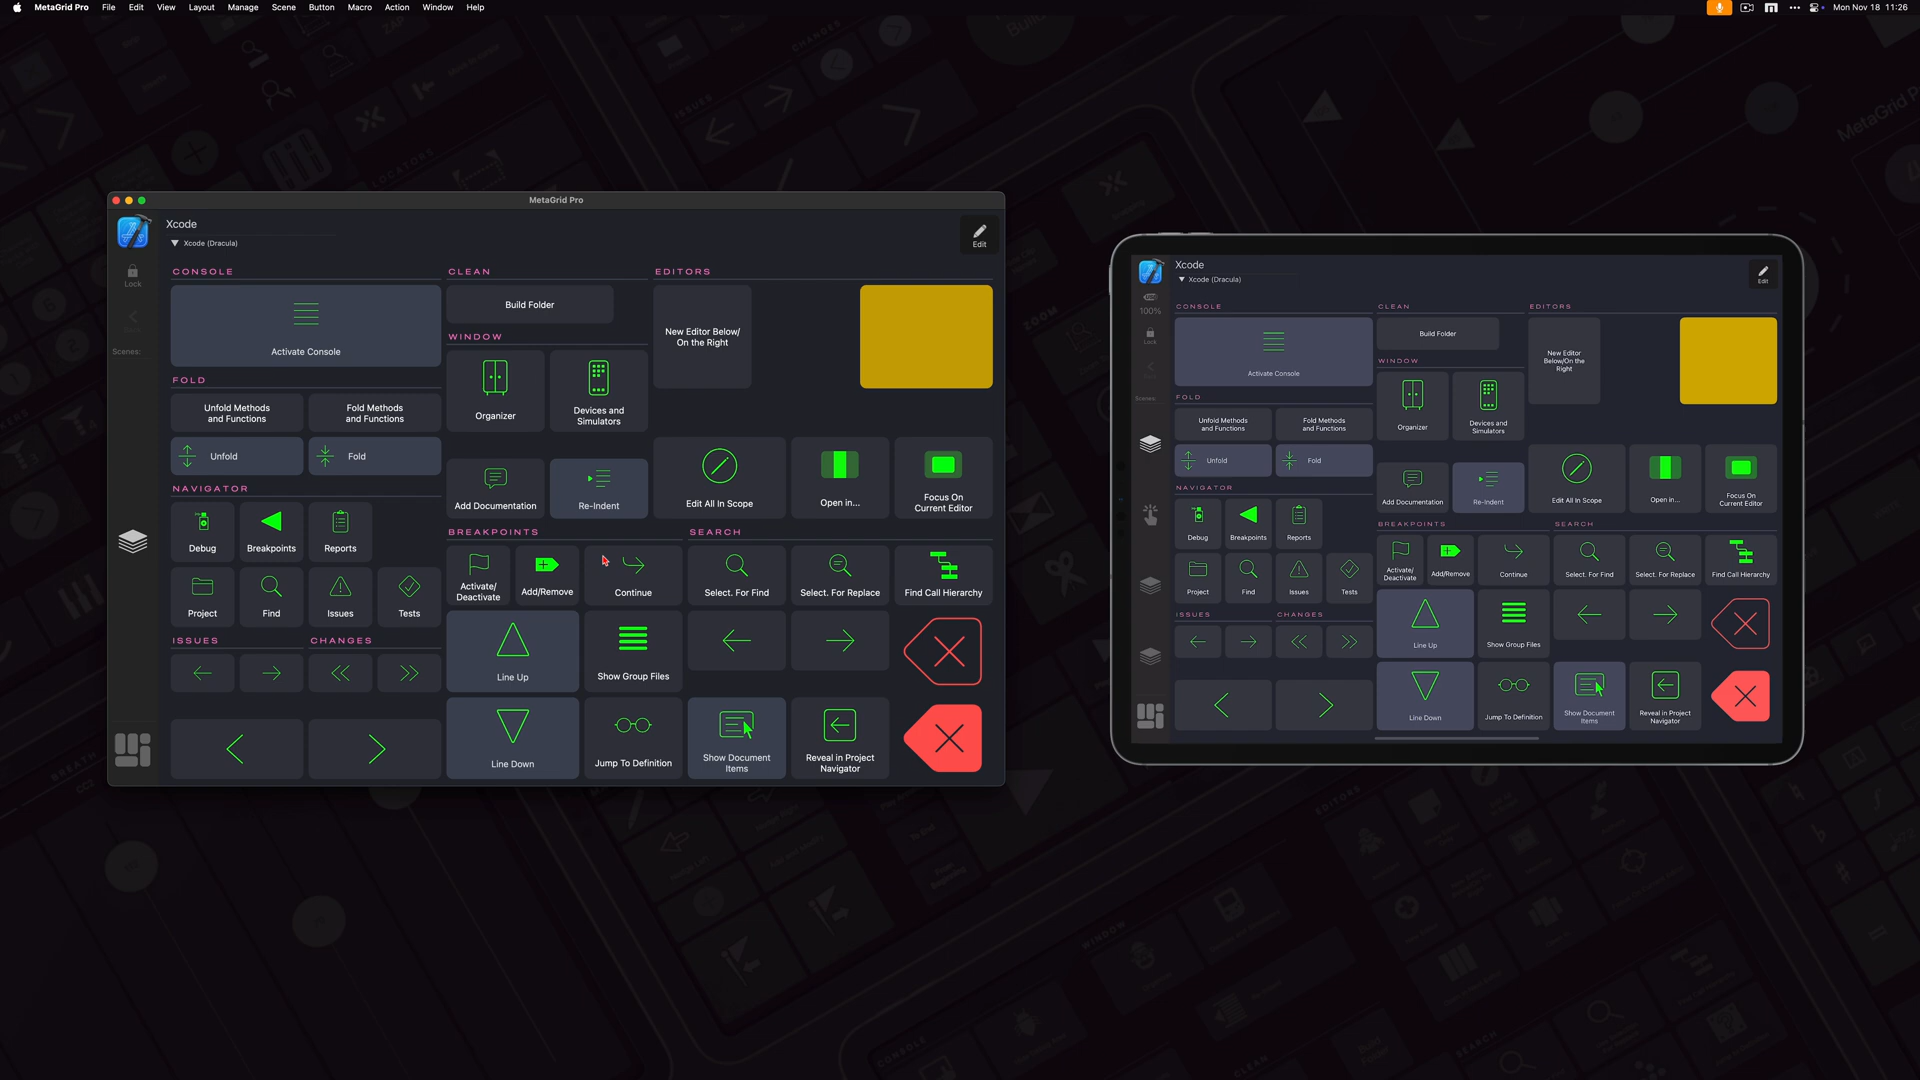 MetaGrid Pro File Edit View Layout Manage Scene Button Macro Action Window Help
Mon Nov 18 11:26
MetaGrid Pro
Xcode
Xcode (Dracula)
Edit
Lock
Scenes:
CONSOLE
Activate Console
FOLD
Unfold Methods
and Functions
Fold Methods
and Functions
Unfold
Fold
NAVIGATOR
Debug
Breakpoints
Reports
Project
Find
Issues
Tests
ISSUES
CHANGES
CLEAN
Build Folder
WINDOW
Organizer
Devices and
Simulators
Add Documentation
Re-Indent
EDITORS
New Editor Below/
On the Right
Edit All In Scope
Open in...
Focus On
Current Editor
BREAKPOINTS
Activate/
Deactivate
Add/Remove
Continue
SEARCH
Select. For Find
Select. For Replace
Find Call Hierarchy
Line Up
Show Group Files
Line Down
Jump To Definition
Show Document
Items
Reveal in Project
Navigator
Xcode
Xcode (Dracula)
Edit
100%
Lock
Scenes:
CONSOLE
Activate Console
FOLD
Unfold Methods
and Functions
Fold Methods
and Functions
Unfold
Fold
NAVIGATOR
Debug
Breakpoints
Reports
Project
Find
Issues
Tests
ISSUES
CHANGES
CLEAN
Build Folder
WINDOW
Organizer
Devices and
Simulators
Add Documentation
Re-Indent
EDITORS
New Editor
Below/On the
Right
Edit All In Scope
Open in...
Focus On
Current Editor
BREAKPOINTS
Activate/
Deactivate
Add/Remove
Continue
SEARCH
Select. For Find
Select. For Replace
Find Call Hierarchy
Line Up
Show Group Files
Line Down
Jump To Definition
Show Document
Items
Reveal in Project
Navigator